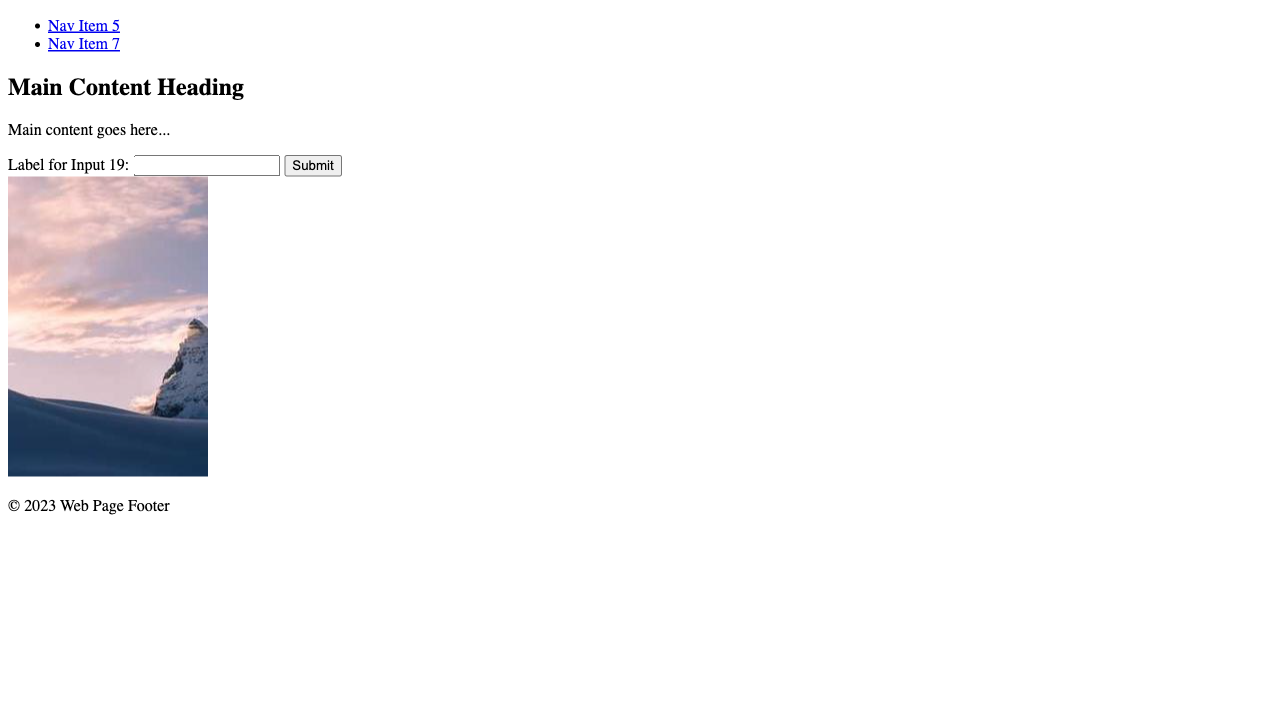 Nav Item 5
Nav Item 7
Main Content Heading
Main content goes here...
Label for Input 19: Submit
© 2023 Web Page Footer